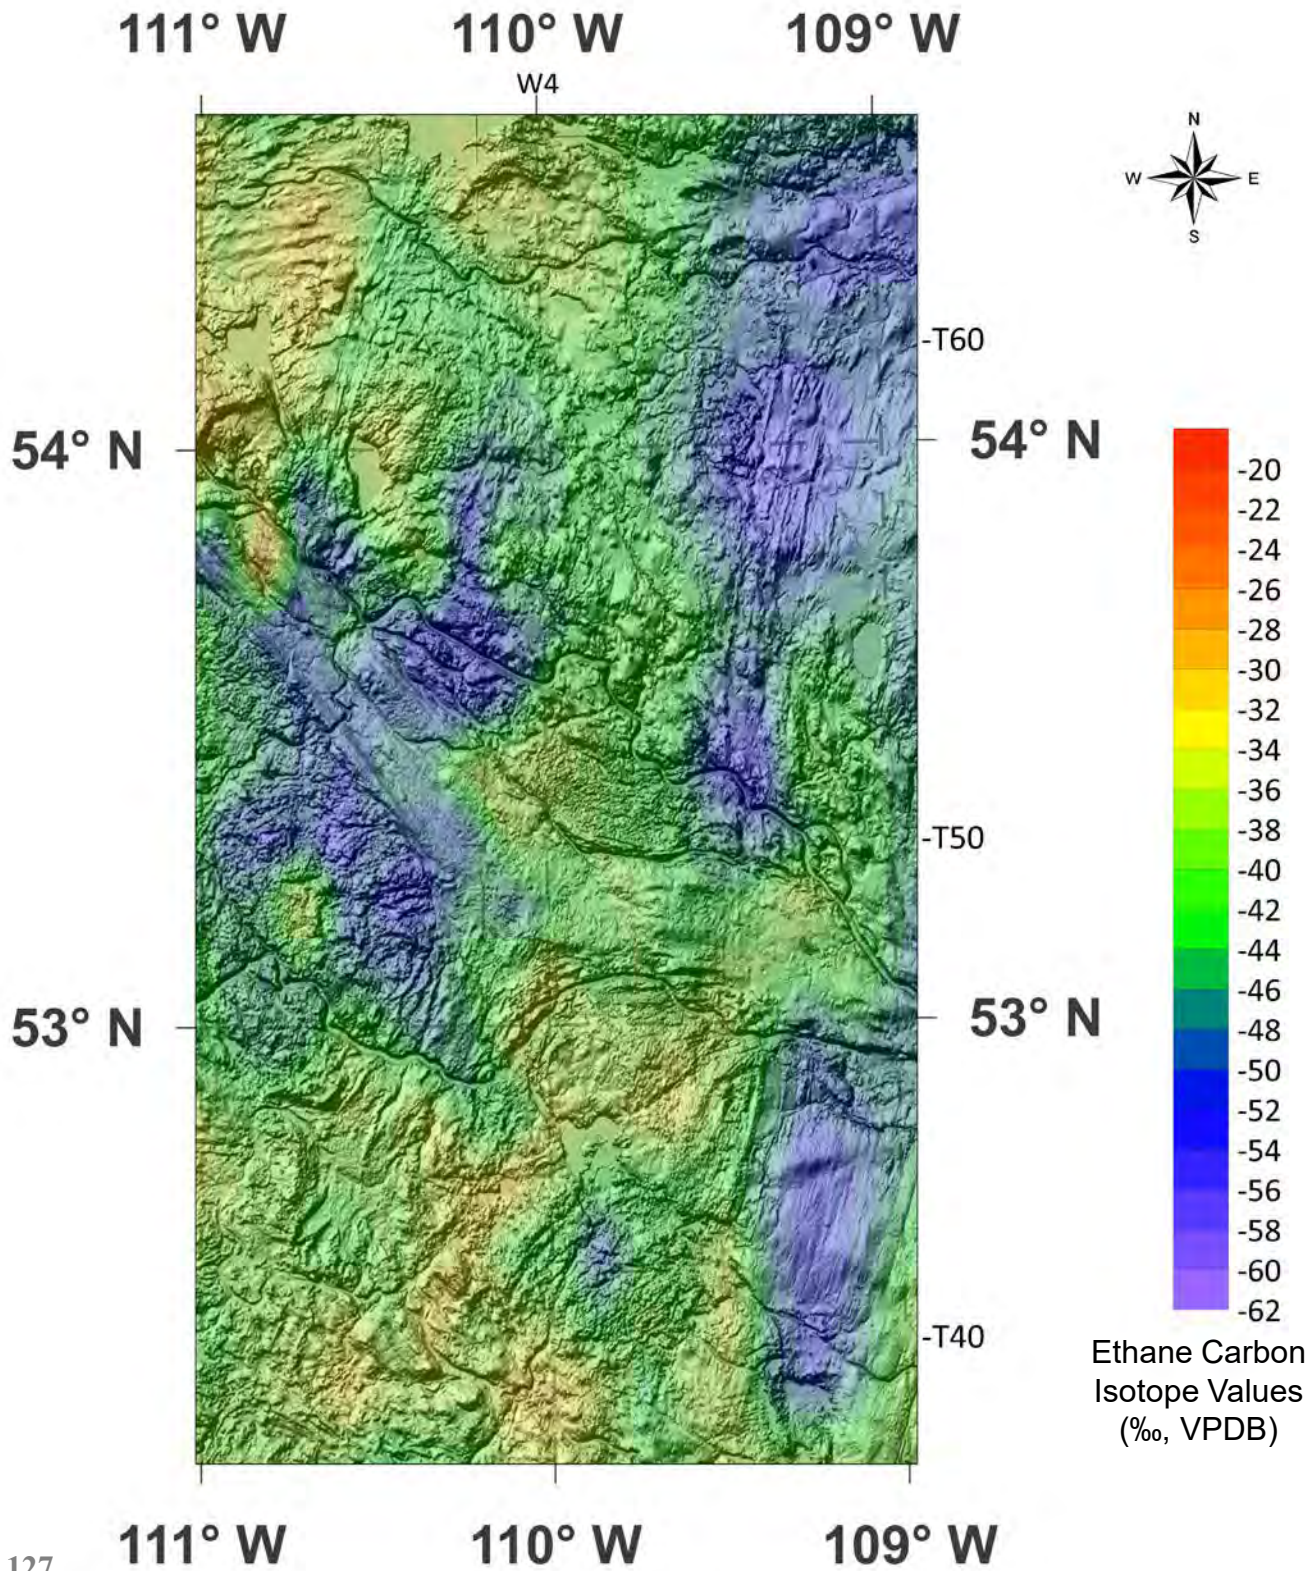 111° W 110° W 109° W
W4
N
W E
S
-T60
54° N 54° N
-20
-22
-24
-26
-28
-30
-32
-34
-36
-38
-40
-42
-44
-46
-48
-50
-52
-54
-56
-58
-60
-62
-T50
53° N 53° N
-T40
Ethane Carbon
Isotope Values
(‰, VPDB)
111° W 110° W 109° W
127